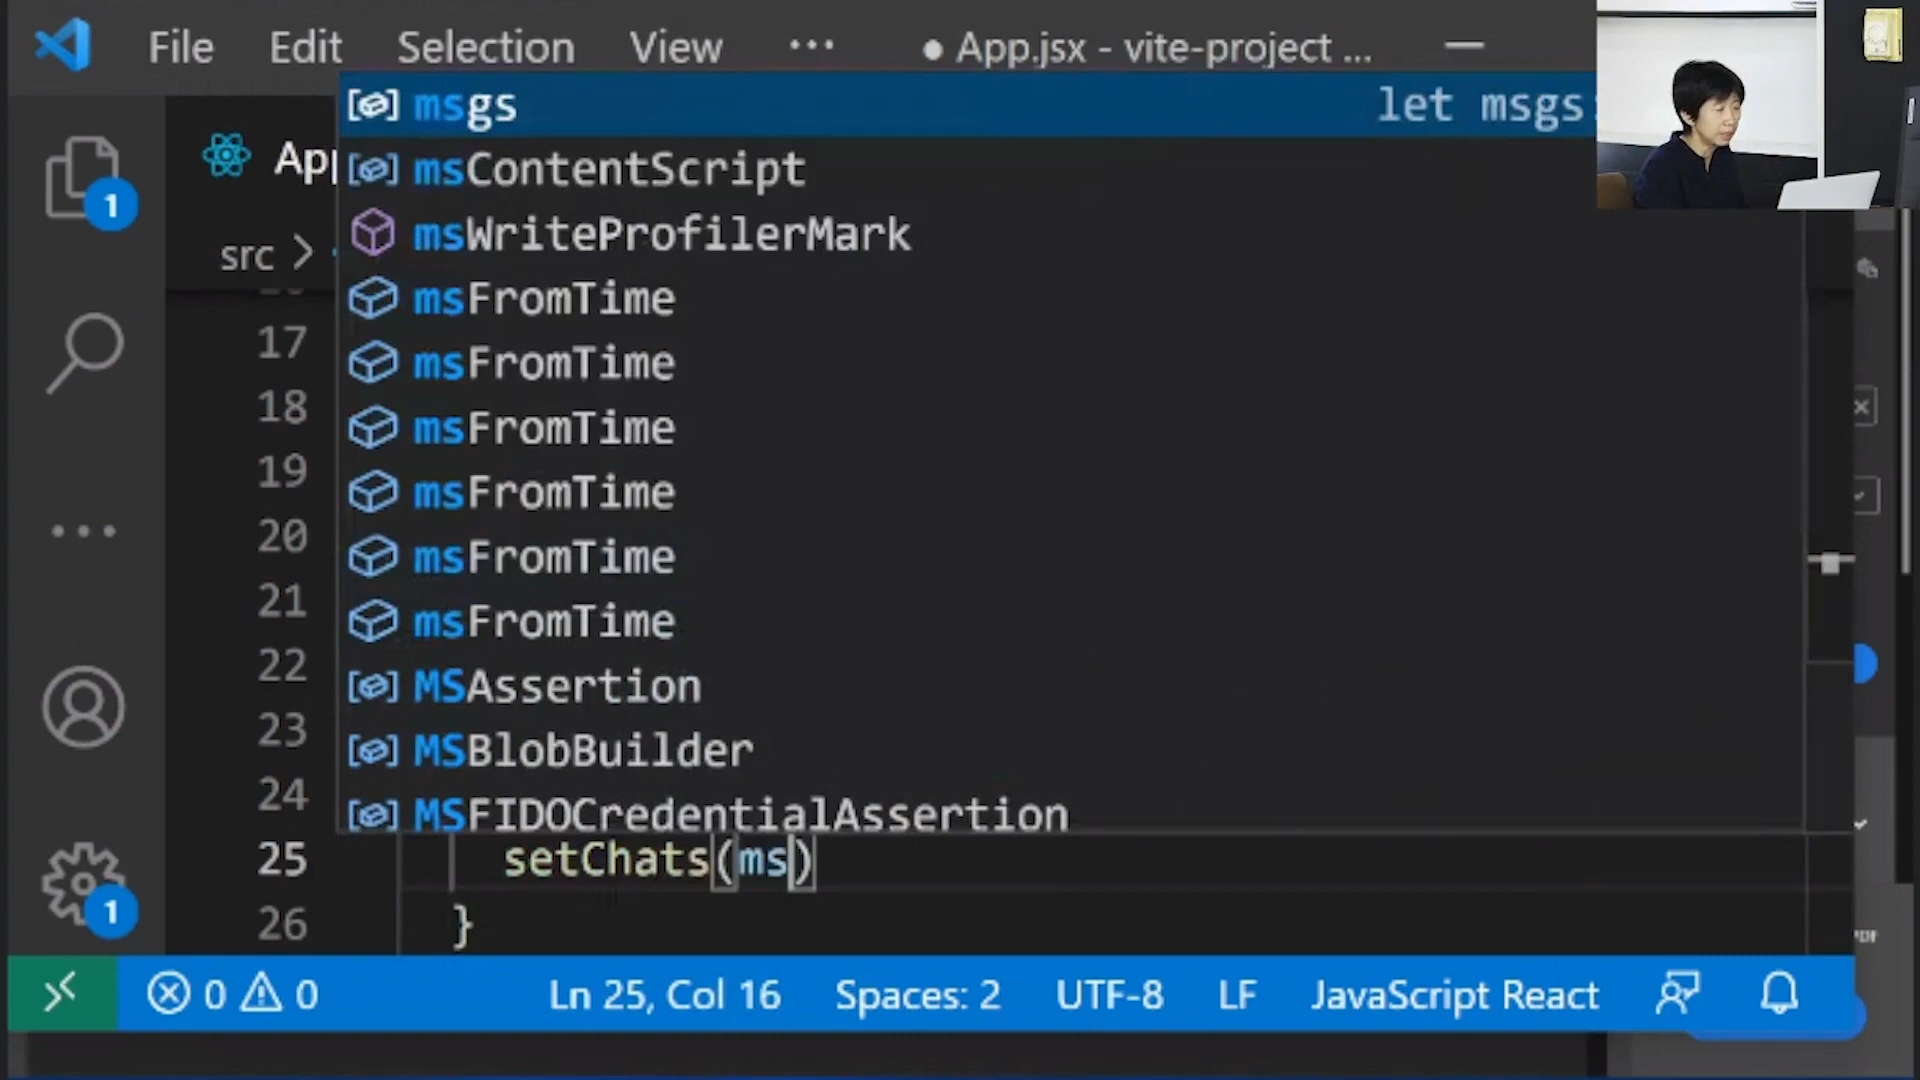 File Edit Selection View ··· ● App.jsx - vite-project ...
msgs let msgs:
App
msContentScript
1
msWriteProfilerMark
src >
msFromTime
17
msFromTime
18
msFromTime
19
msFromTime
20
msFromTime
21
msFromTime
22 MSAssertion
23 MSBlobBuilder
24 MSFIDOCredentialAssertion
25 setChats(ms)
1
26 }
0 0 Ln 25, Col 16 Spaces: 2 UTF-8 LF JavaScript React